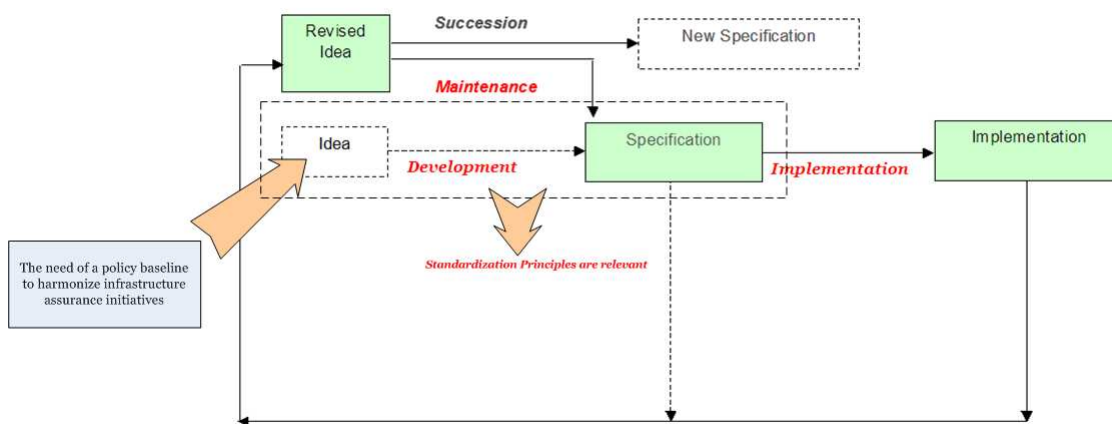 Succession
Revised
Idea
New Specification
Maintenance
Idea
Specification
Implementation
Development
Implementation
The need of a policy baseline
to harmonize infrastructure
assurance initiatives
Standardization Principles are relevant